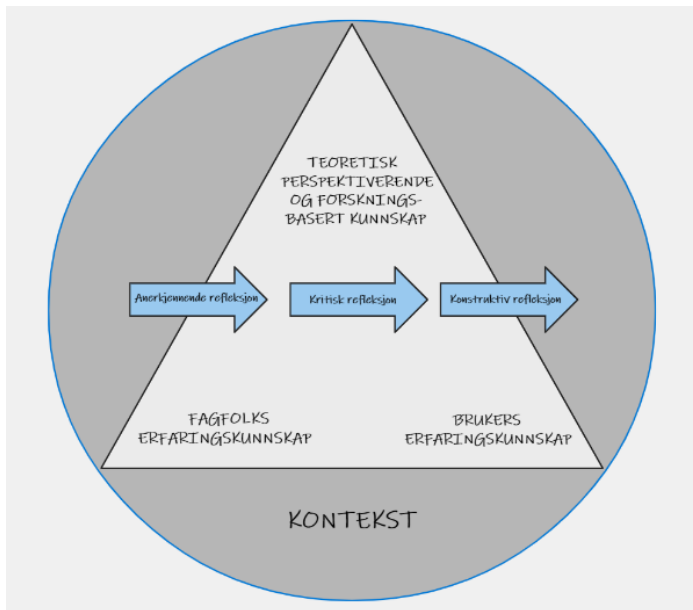 TEORETISK
PERSPEKTIVERENDE
OG FORSKNINGS-
BASERT KUNNSKAP
Anerkjennende refleksjon
Kritisk refleksjon
Konstruktiv refleksjon
FAGFOLKS
ERFARINGSKUNNSKAP
BRUKERS
ERFARINGSKUNNSKAP
KONTEKST